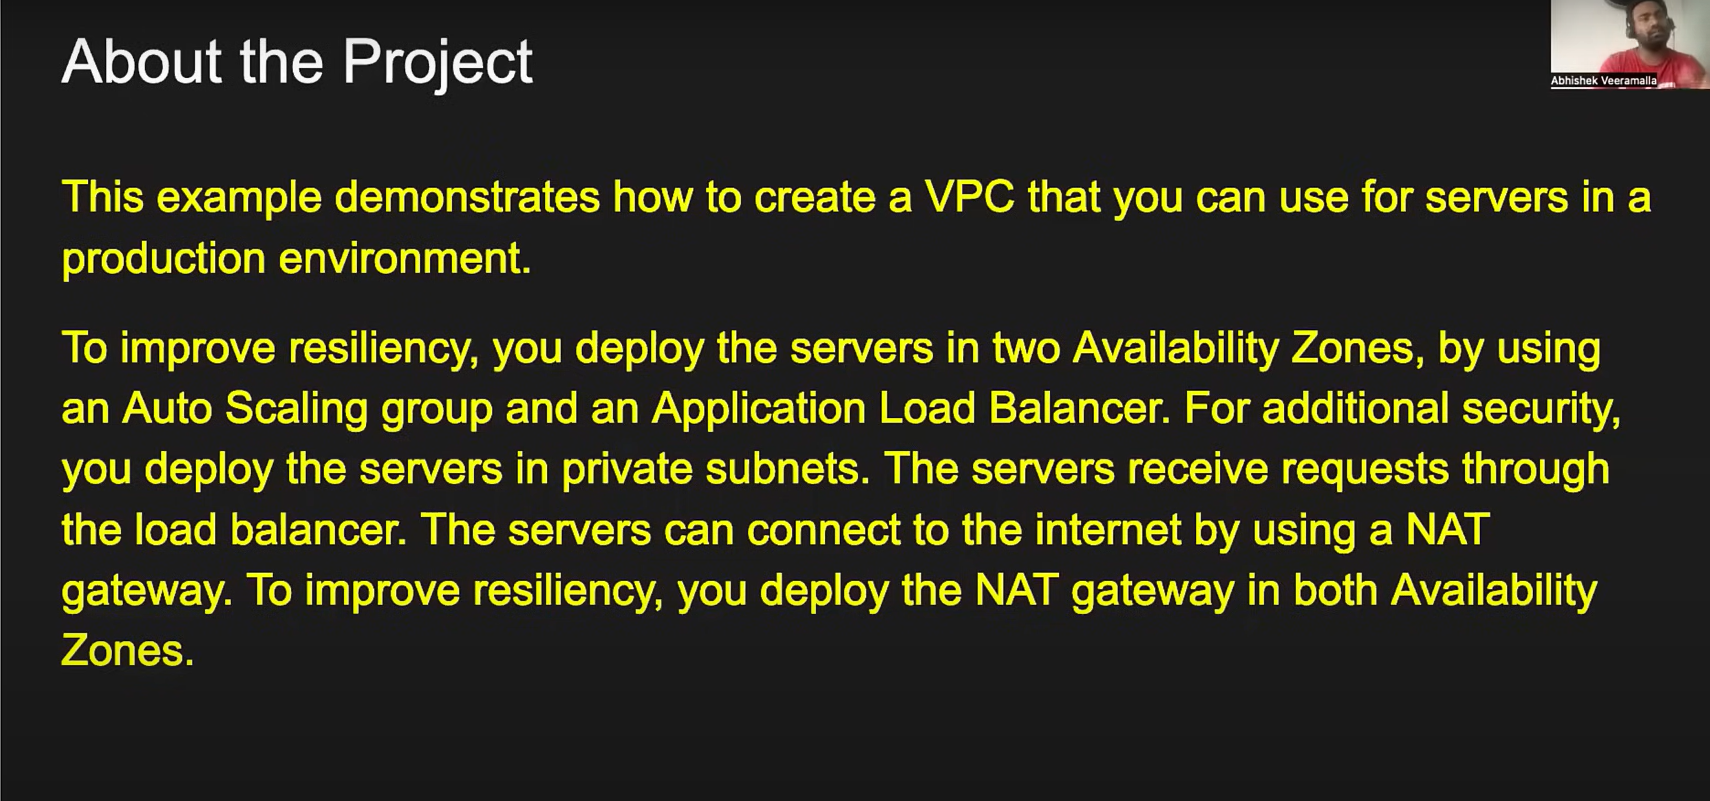 About the Project
Abhishek Veeramalla
This example demonstrates how to create a VPC that you can use for servers in a
production environment.
To improve resiliency, you deploy the servers in two Availability Zones, by using
an Auto Scaling group and an Application Load Balancer. For additional security,
you deploy the servers in private subnets. The servers receive requests through
the load balancer. The servers can connect to the internet by using a NAT
gateway. To improve resiliency, you deploy the NAT gateway in both Availability
Zones.